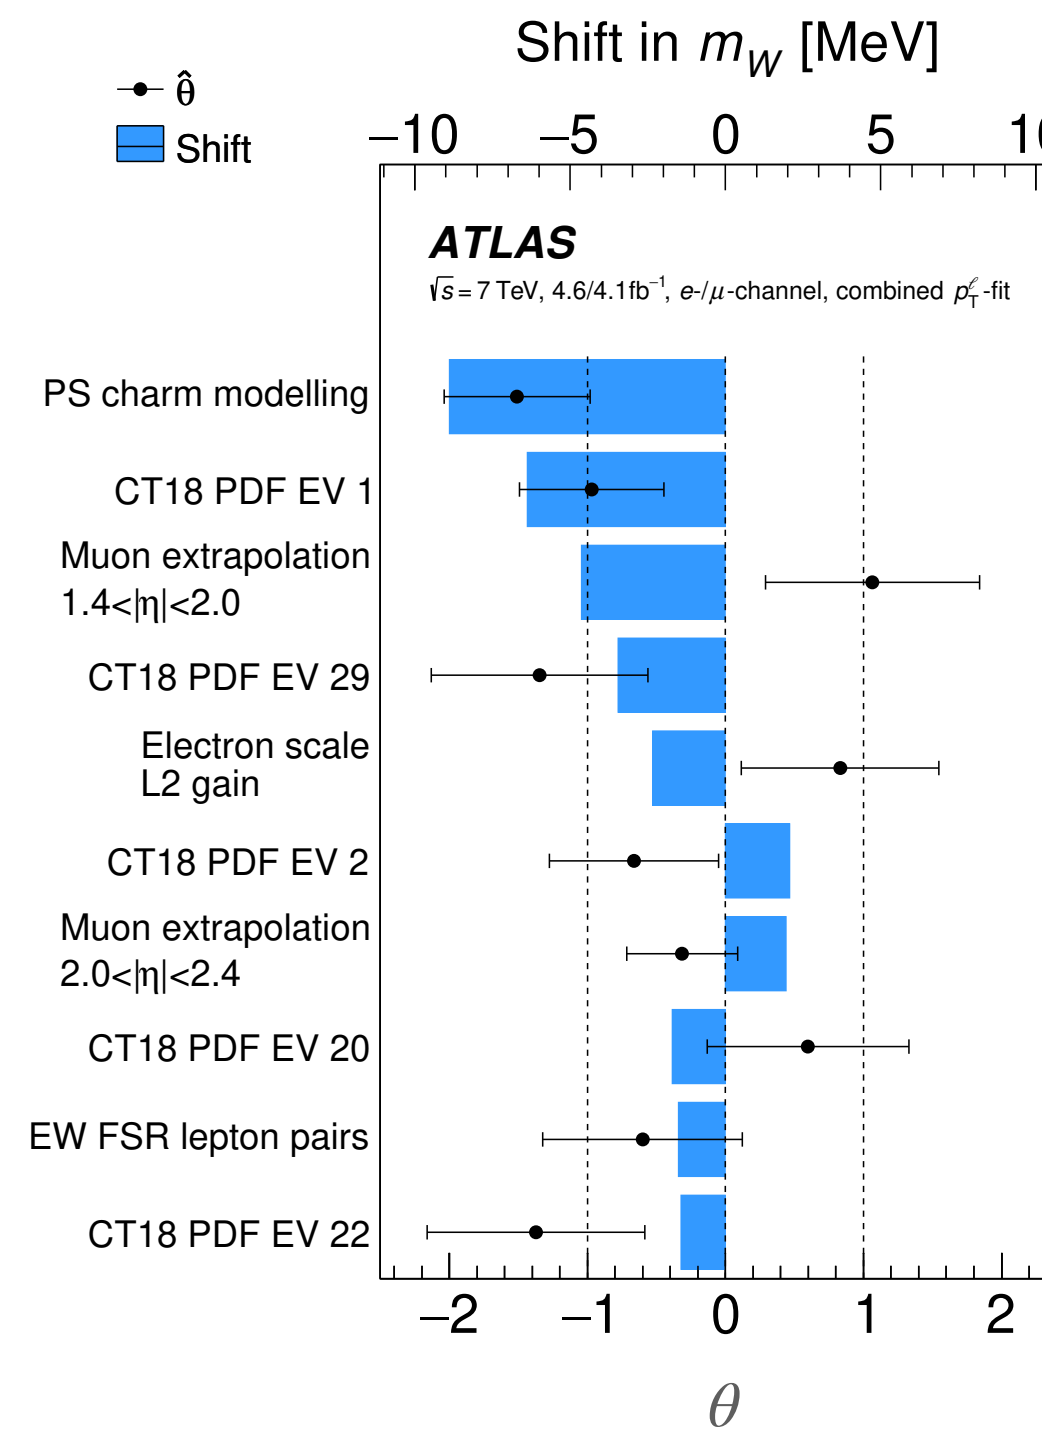 Shift in m_W [MeV]
θ̂
Shift
−10 −5 0 5 10
ATLAS
√s = 7 TeV, 4.6/4.1fb⁻¹, e-/μ-channel, combined p_T^ℓ-fit
PS charm modelling
CT18 PDF EV 1
Muon extrapolation
1.4<|η|<2.0
CT18 PDF EV 29
Electron scale
L2 gain
CT18 PDF EV 2
Muon extrapolation
2.0<|η|<2.4
CT18 PDF EV 20
EW FSR lepton pairs
CT18 PDF EV 22
−2 −1 0 1 2
θ